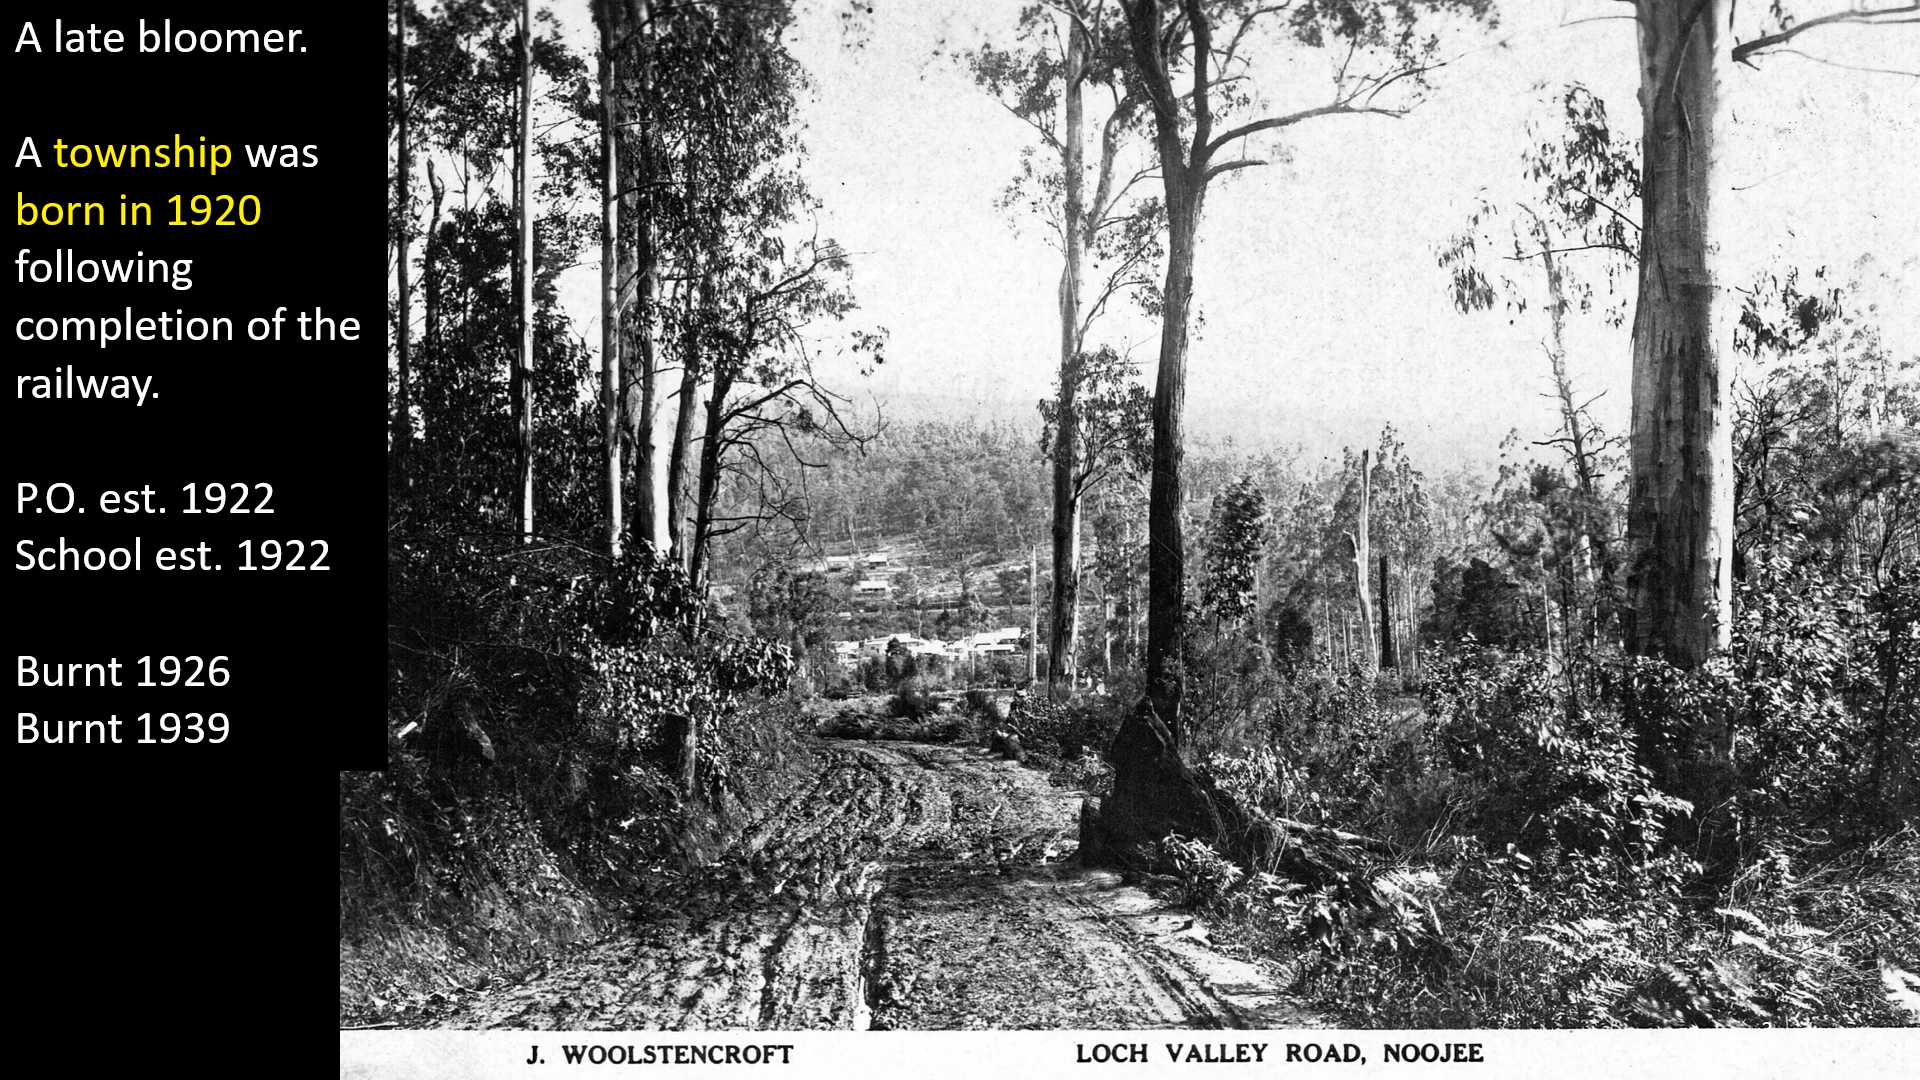 A late bloomer.
A township was
born in 1920
following
completion of the
railway.
P.O. est. 1922
School est. 1922
Burnt 1926
Burnt 1939
J. WOOLSTENCROFT
LOCH VALLEY ROAD, NOOJEE